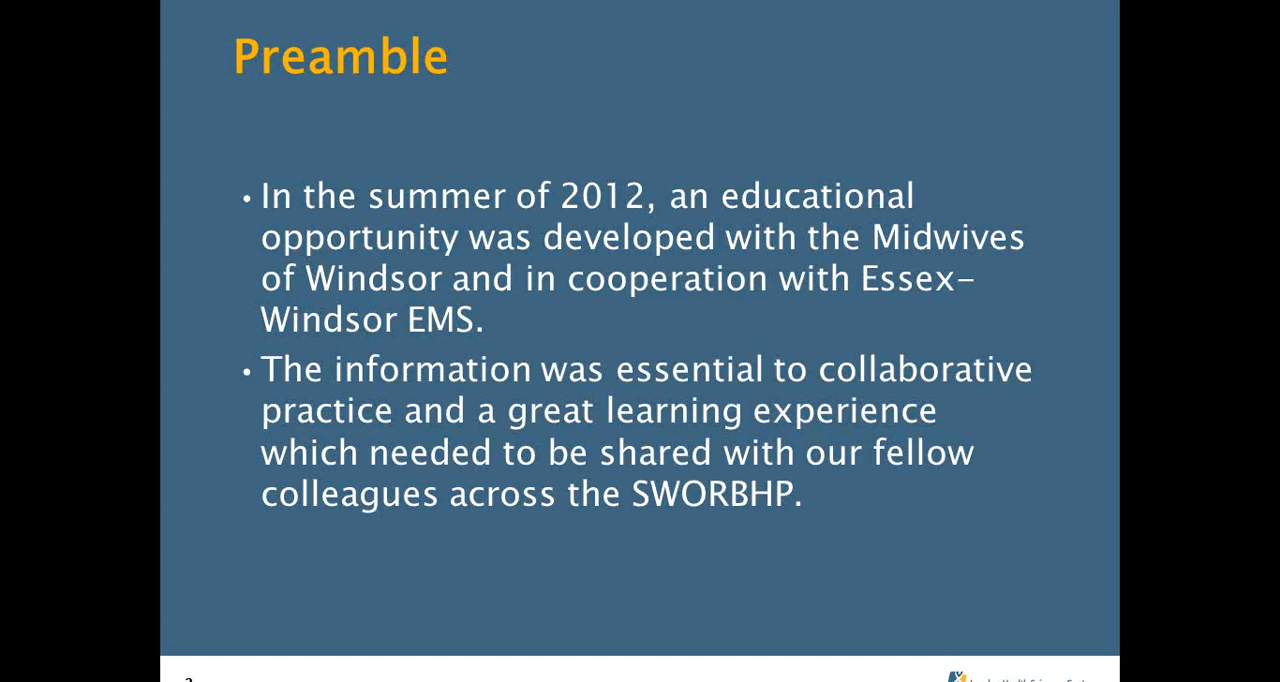 Preamble
• In the summer of 2012, an educational
opportunity was developed with the Midwives
of Windsor and in cooperation with Essex-
Windsor EMS.
• The information was essential to collaborative
practice and a great learning experience
which needed to be shared with our fellow
colleagues across the SWORBHP.